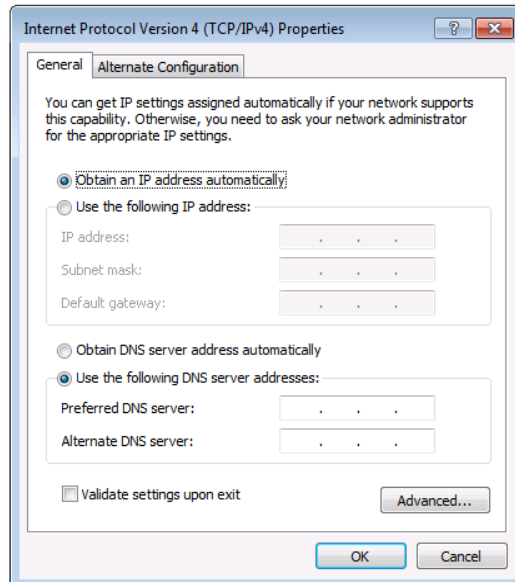 Internet Protocol Version 4 (TCP/IPv4) Properties
General
Alternate Configuration
You can get IP settings assigned automatically if your network supports
this capability. Otherwise, you need to ask your network administrator
for the appropriate IP settings.
Obtain an IP address automatically
Use the following IP address:
IP address:
Subnet mask:
Default gateway:
Obtain DNS server address automatically
Use the following DNS server addresses:
Preferred DNS server:
Alternate DNS server:
Validate settings upon exit
Advanced...
OK
Cancel